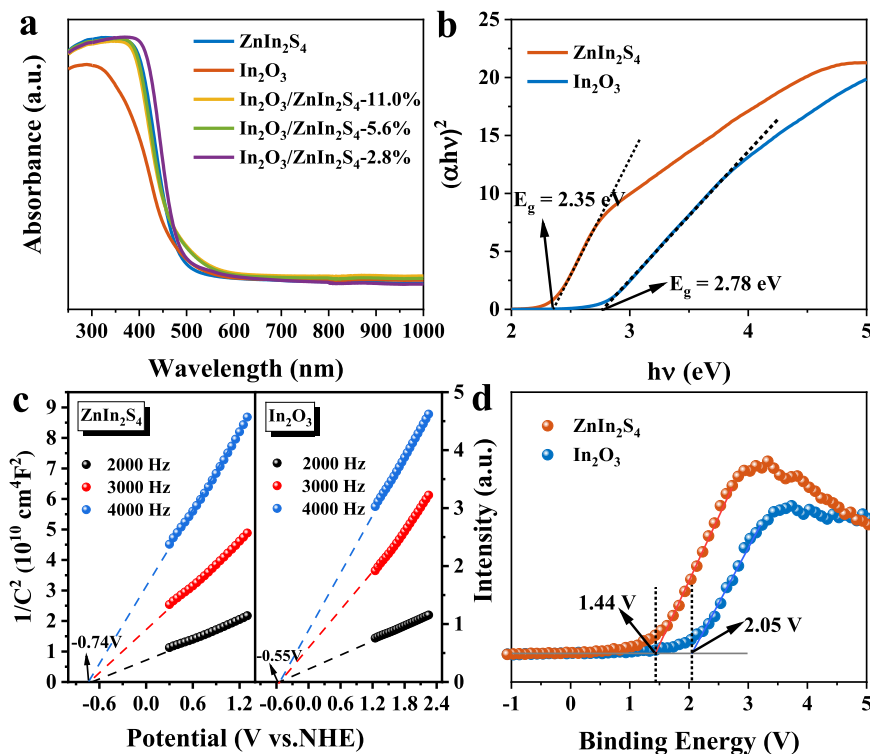 a
Absorbance (a.u.)
ZnIn₂S₄
In₂O₃
In₂O₃/ZnIn₂S₄-11.0%
In₂O₃/ZnIn₂S₄-5.6%
In₂O₃/ZnIn₂S₄-2.8%
300 400 500 600 700 800 900 1000
Wavelength (nm)
b
(αhν)²
25
20
15
10
5
0
ZnIn₂S₄
In₂O₃
E_g = 2.35 eV
E_g = 2.78 eV
2 3 4 5
hν (eV)
c
1/C² (10¹⁰ cm⁴F²)
9
8
7
6
5
4
3
2
1
0
ZnIn₂S₄
2000 Hz
3000 Hz
4000 Hz
-0.74V
In₂O₃
2000 Hz
3000 Hz
4000 Hz
-0.55V
5
4
3
2
1
0
-0.6 0.0 0.6 1.2 -0.6 0.0 0.6 1.2 1.8 2.4
Potential (V vs.NHE)
d
Intensity (a.u.)
ZnIn₂S₄
In₂O₃
1.44 V
2.05 V
-1 0 1 2 3 4 5
Binding Energy (V)